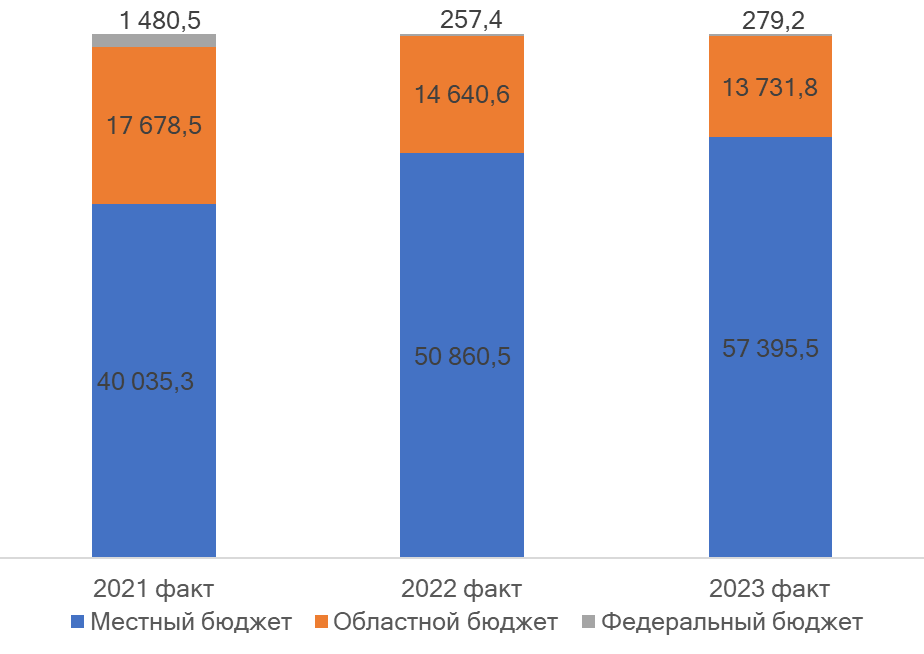 1 480,5 257,4 279,2
17 678,5 14 640,6 13 731,8
40 035,3 50 860,5 57 395,5
2021 факт 2022 факт 2023 факт
Местный бюджет Областной бюджет Федеральный бюджет